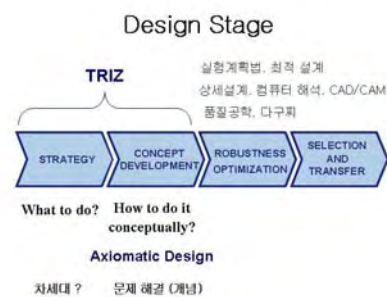 Design Stage
TRIZ
실험계획법, 최적 설계
상세설계, 컴퓨터 해석, CAD/CAM
품질공학, 다구찌
STRATEGY
CONCEPT
DEVELOPMENT
ROBUSTNESS
OPTIMIZATION
SELECTION
AND
TRANSFER
What to do?
How to do it
conceptually?
Axiomatic Design
차세대 ?
문제 해결 (개념)